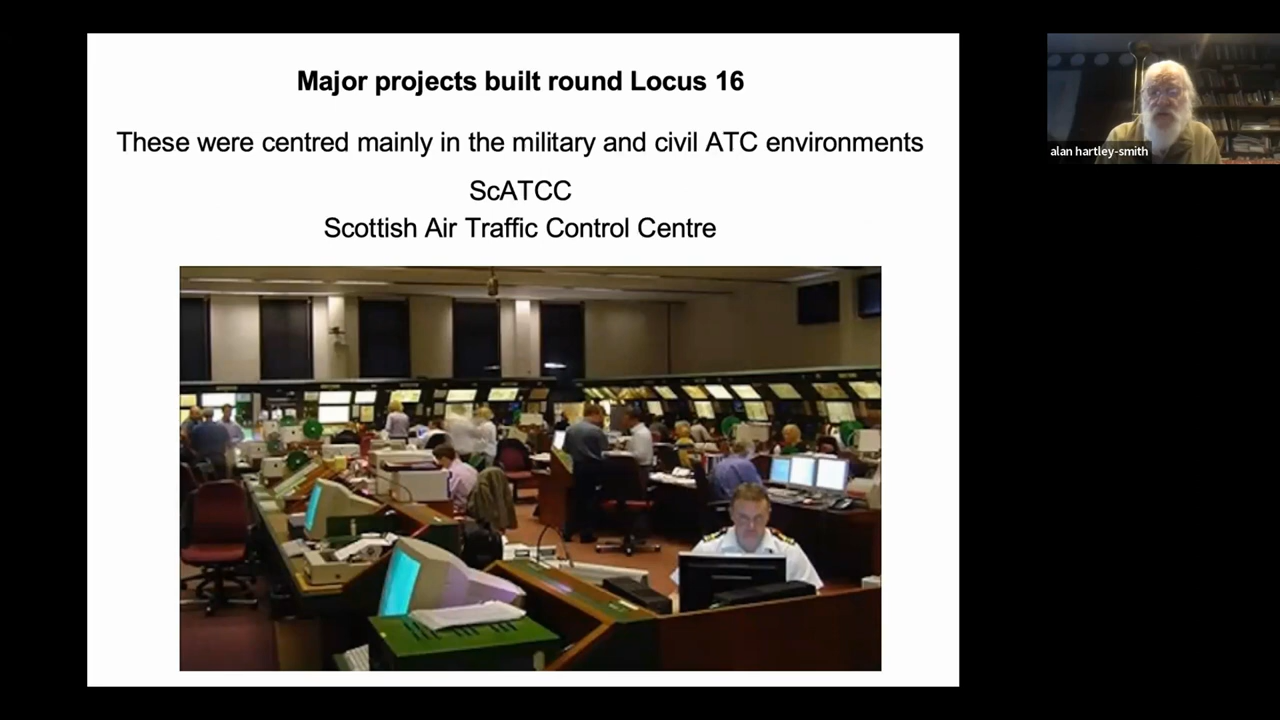 Major projects built round Locus 16
These were centred mainly in the military and civil ATC environments
ScATCC
Scottish Air Traffic Control Centre
alan hartley-smith